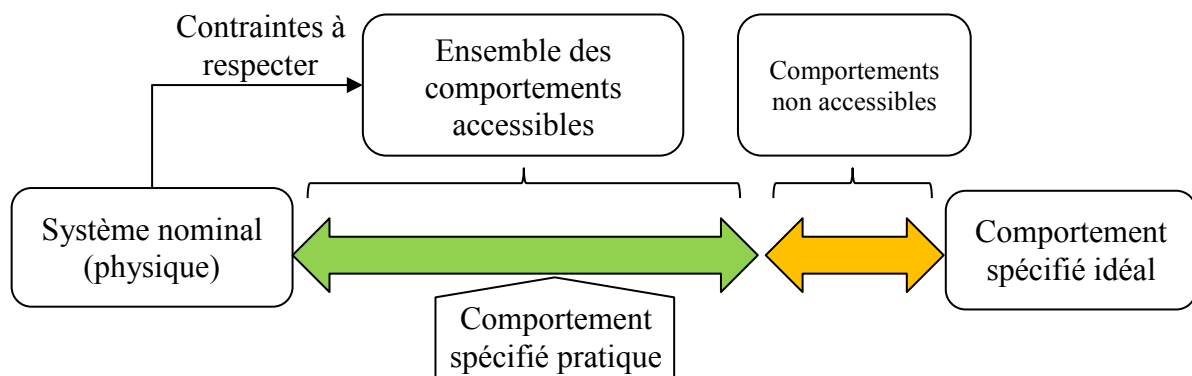 Contraintes à
respecter
Ensemble des
comportements
accessibles
Comportements
non accessibles
Système nominal
(physique)
Comportement
spécifié idéal
Comportement
spécifié pratique